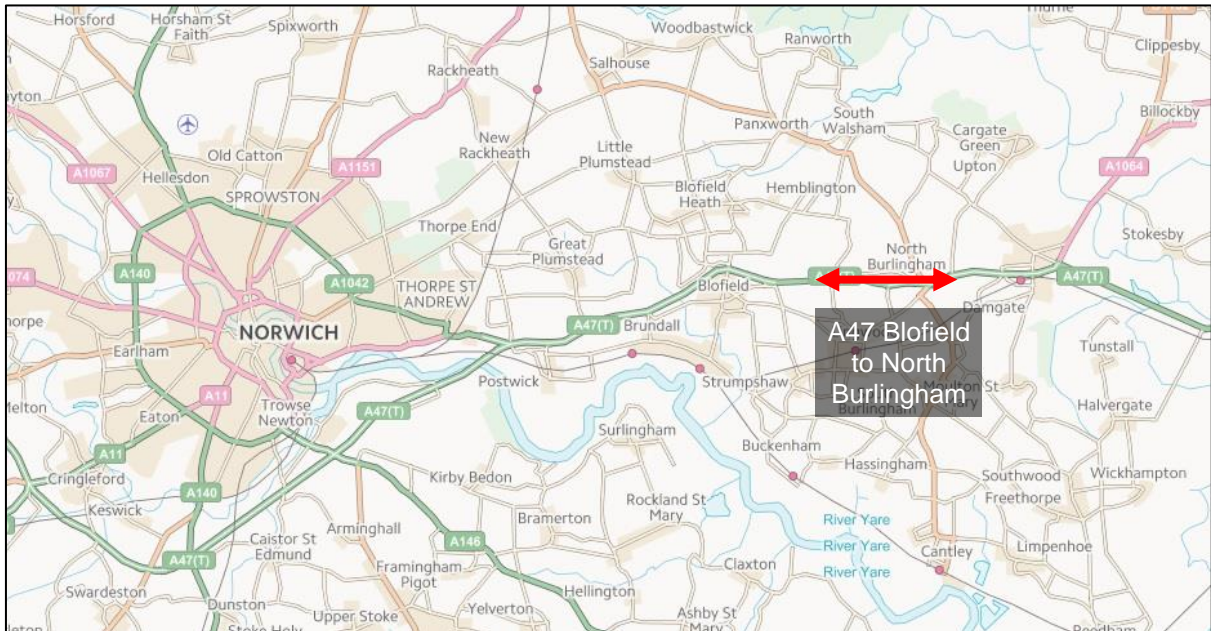 Horsford
Horsham St
Faith
Spixworth
Woodbastwick
Ranworth
Clippesby
Rackheath
Salhouse
Panxworth
South
Walsham
Cargate
Green
Upton
Billockby
A1067
Old Catton
Hellesdon
A1151
New
Rackheath
Little
Plumstead
Blofield
Heath
Hemblington
A1064
SPROWSTON
Thorpe End
Great
Plumstead
North
Burlingham
Stokesby
A140
A1042
THORPE ST
ANDREW
Blofield
A47(T)
A47(T)
Brundall
Damgate
NORWICH
A47 Blofield
to North
Burlingham
Tunstall
Earlham
Postwick
Strumpshaw
Moulton St
Mary
Burlingham
Halvergate
A11
Eaton
Trowse
Newton
A47(T)
Surlingham
Buckenham
A11
Cringleford
Keswick
A140
Kirby Bedon
Hassingham
Southwood
Freethorpe
Wickhampton
Rockland St
Mary
Arminghall
Bramerton
River Yare
River Yare
River Yare
Caistor St
Edmund
A146
Claxton
Cantley
Limpenhoe
A47(T)
Framingham
Pigot
Hellington
Swardeston
Dunston
Upper Stoke
Yelverton
Ashby St
Mary